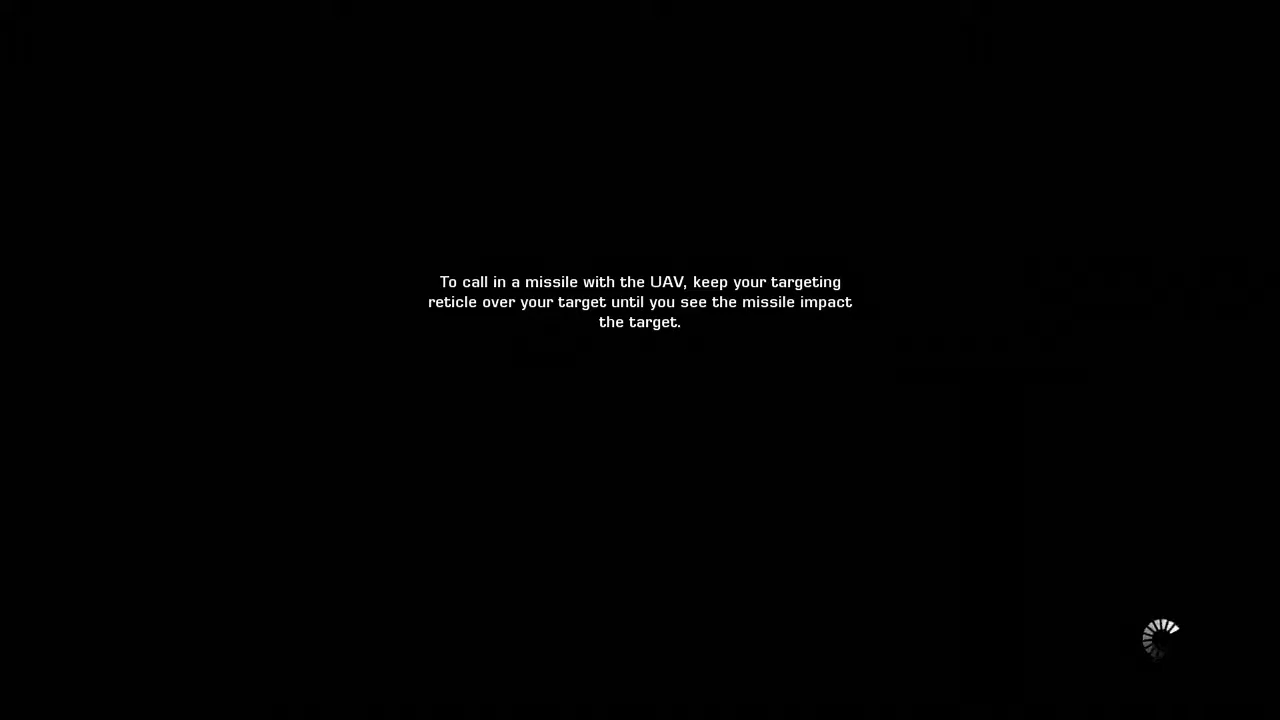 To call in a missile with the UAV, keep your targeting
reticle over your target until you see the missile impact
the target.